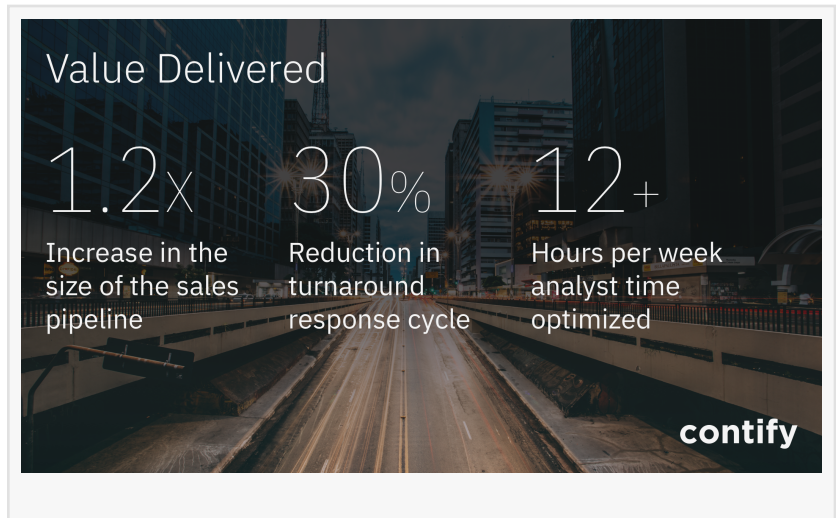 Value Delivered
1.2X
30%
12+
Increase in the
size of the sales
pipeline
Reduction in
turnaround
response cycle
Hours per week
analyst time
optimized
contify